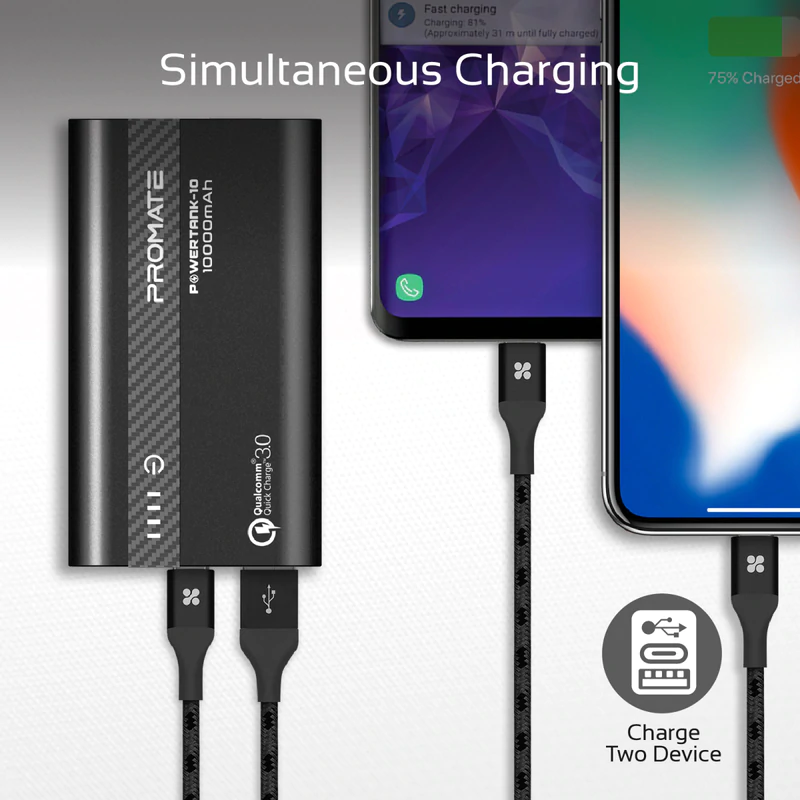 Fast charging
Charging: 81%
(Approximately 31 m until fully charged)
Simultaneous Charging
75% Charged
PROMATE
POWERTANK-10
10000mAh
Qualcomm®
Quick Charge™ 3.0
Charge
Two Device